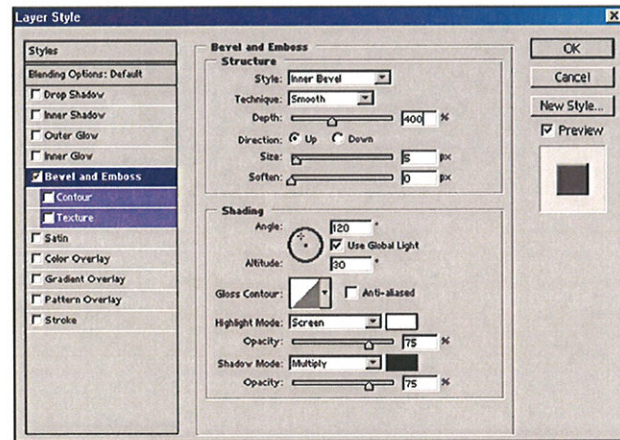 Layer Style
Styles
Blending Options: Default
Drop Shadow
Inner Shadow
Outer Glow
Inner Glow
Bevel and Emboss
Contour
Texture
Satin
Color Overlay
Gradient Overlay
Pattern Overlay
Stroke
Bevel and Emboss
Structure
Style: Inner Bevel
Technique: Smooth
Depth: 400 %
Direction: Up Down
Size: 5 px
Soften: 0 px
Shading
Angle: 120 °
Use Global Light
Altitude: 30 °
Gloss Contour: Anti-aliased
Highlight Mode: Screen
Opacity: 75 %
Shadow Mode: Multiply
Opacity: 75 %
OK
Cancel
New Style...
Preview